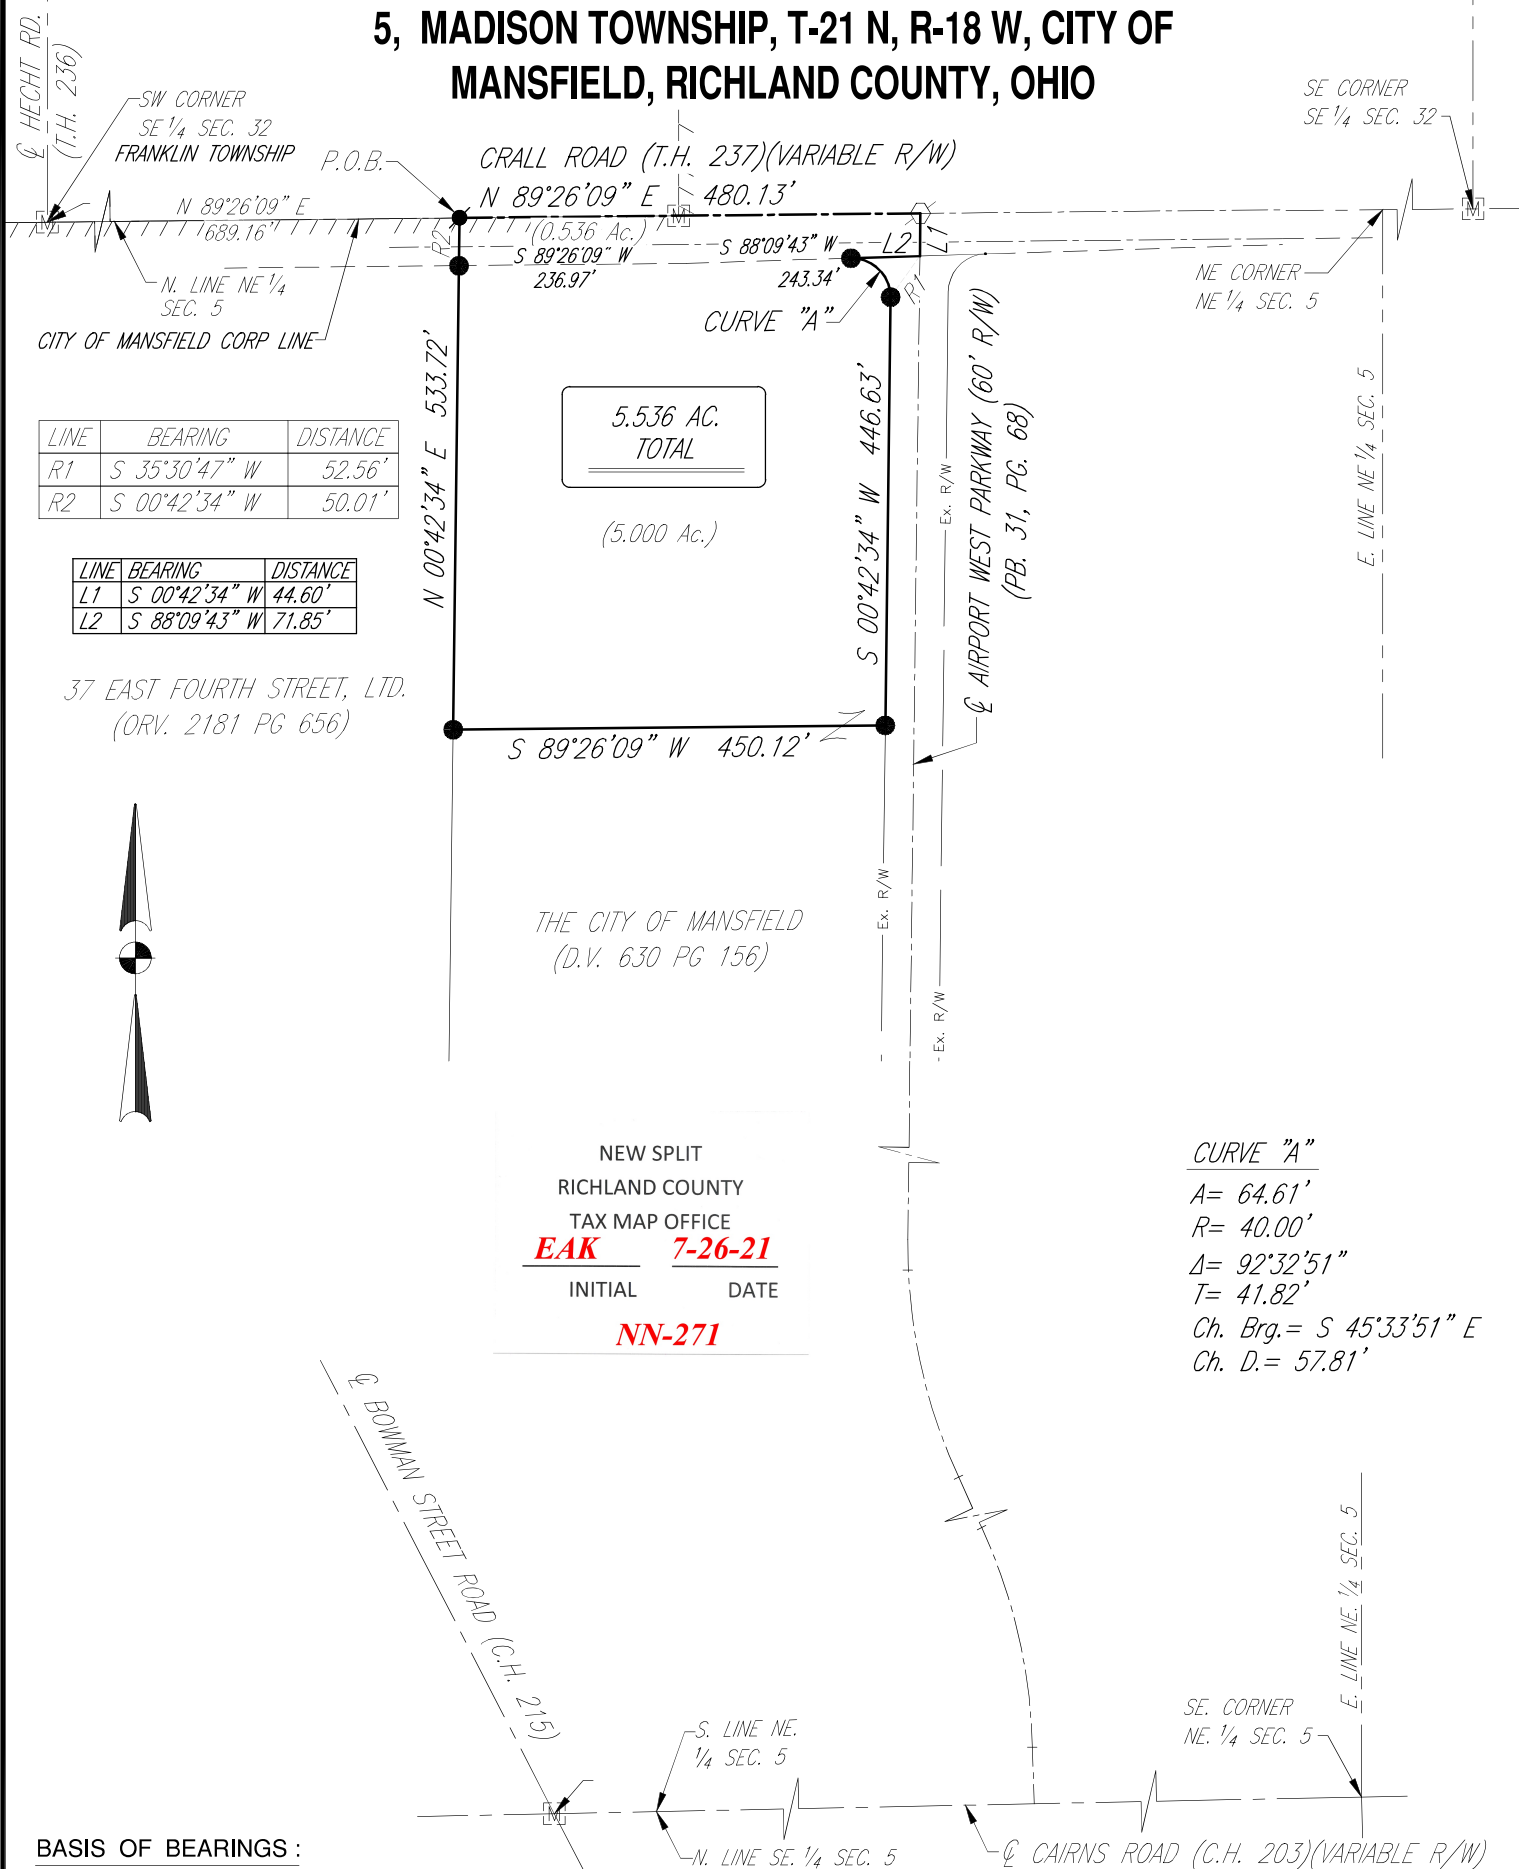 5, MADISON TOWNSHIP, T-21 N, R-18 W, CITY OF
MANSFIELD, RICHLAND COUNTY, OHIO
℄ HECHT RD.
(T.H. 236)
SW CORNER
SE 1/4 SEC. 32
FRANKLIN TOWNSHIP
P.O.B.
CRALL ROAD (T.H. 237)(VARIABLE R/W)
N 89°26'09" E 480.13'
SE CORNER
SE 1/4 SEC. 32
M
M
M
N 89°26'09" E
689.16'
R2
(0.536 Ac.)
S 89°26'09" W
236.97'
S 88°09'43" W
243.34'
L2
L1
R1
N. LINE NE 1/4
SEC. 5
CITY OF MANSFIELD CORP LINE
CURVE "A"
NE CORNER
NE 1/4 SEC. 5
N 00°42'34" E 533.72'
5.536 AC.
TOTAL
(5.000 Ac.)
S 00°42'34" W 446.63'
Ex. R/W
℄ AIRPORT WEST PARKWAY (60' R/W)
(PB. 31, PG. 68)
E. LINE NE 1/4 SEC. 5
LINE BEARING DISTANCE
R1 S 35°30'47" W 52.56'
R2 S 00°42'34" W 50.01'
LINE BEARING DISTANCE
L1 S 00°42'34" W 44.60'
L2 S 88°09'43" W 71.85'
37 EAST FOURTH STREET, LTD.
(ORV. 2181 PG 656)
S 89°26'09" W 450.12'
THE CITY OF MANSFIELD
(D.V. 630 PG 156)
Ex. R/W
Ex. R/W
NEW SPLIT
RICHLAND COUNTY
TAX MAP OFFICE
EAK 7-26-21
INITIAL DATE
NN-271
CURVE "A"
A= 64.61'
R= 40.00'
Δ= 92°32'51"
T= 41.82'
Ch. Brg.= S 45°33'51" E
Ch. D.= 57.81'
℄ BOWMAN STREET ROAD (C.H. 215)
E. LINE NE. 1/4 SEC. 5
S. LINE NE.
1/4 SEC. 5
SE. CORNER
NE. 1/4 SEC. 5
M
BASIS OF BEARINGS :
N. LINE SE. 1/4 SEC. 5
℄ CAIRNS ROAD (C.H. 203)(VARIABLE R/W)